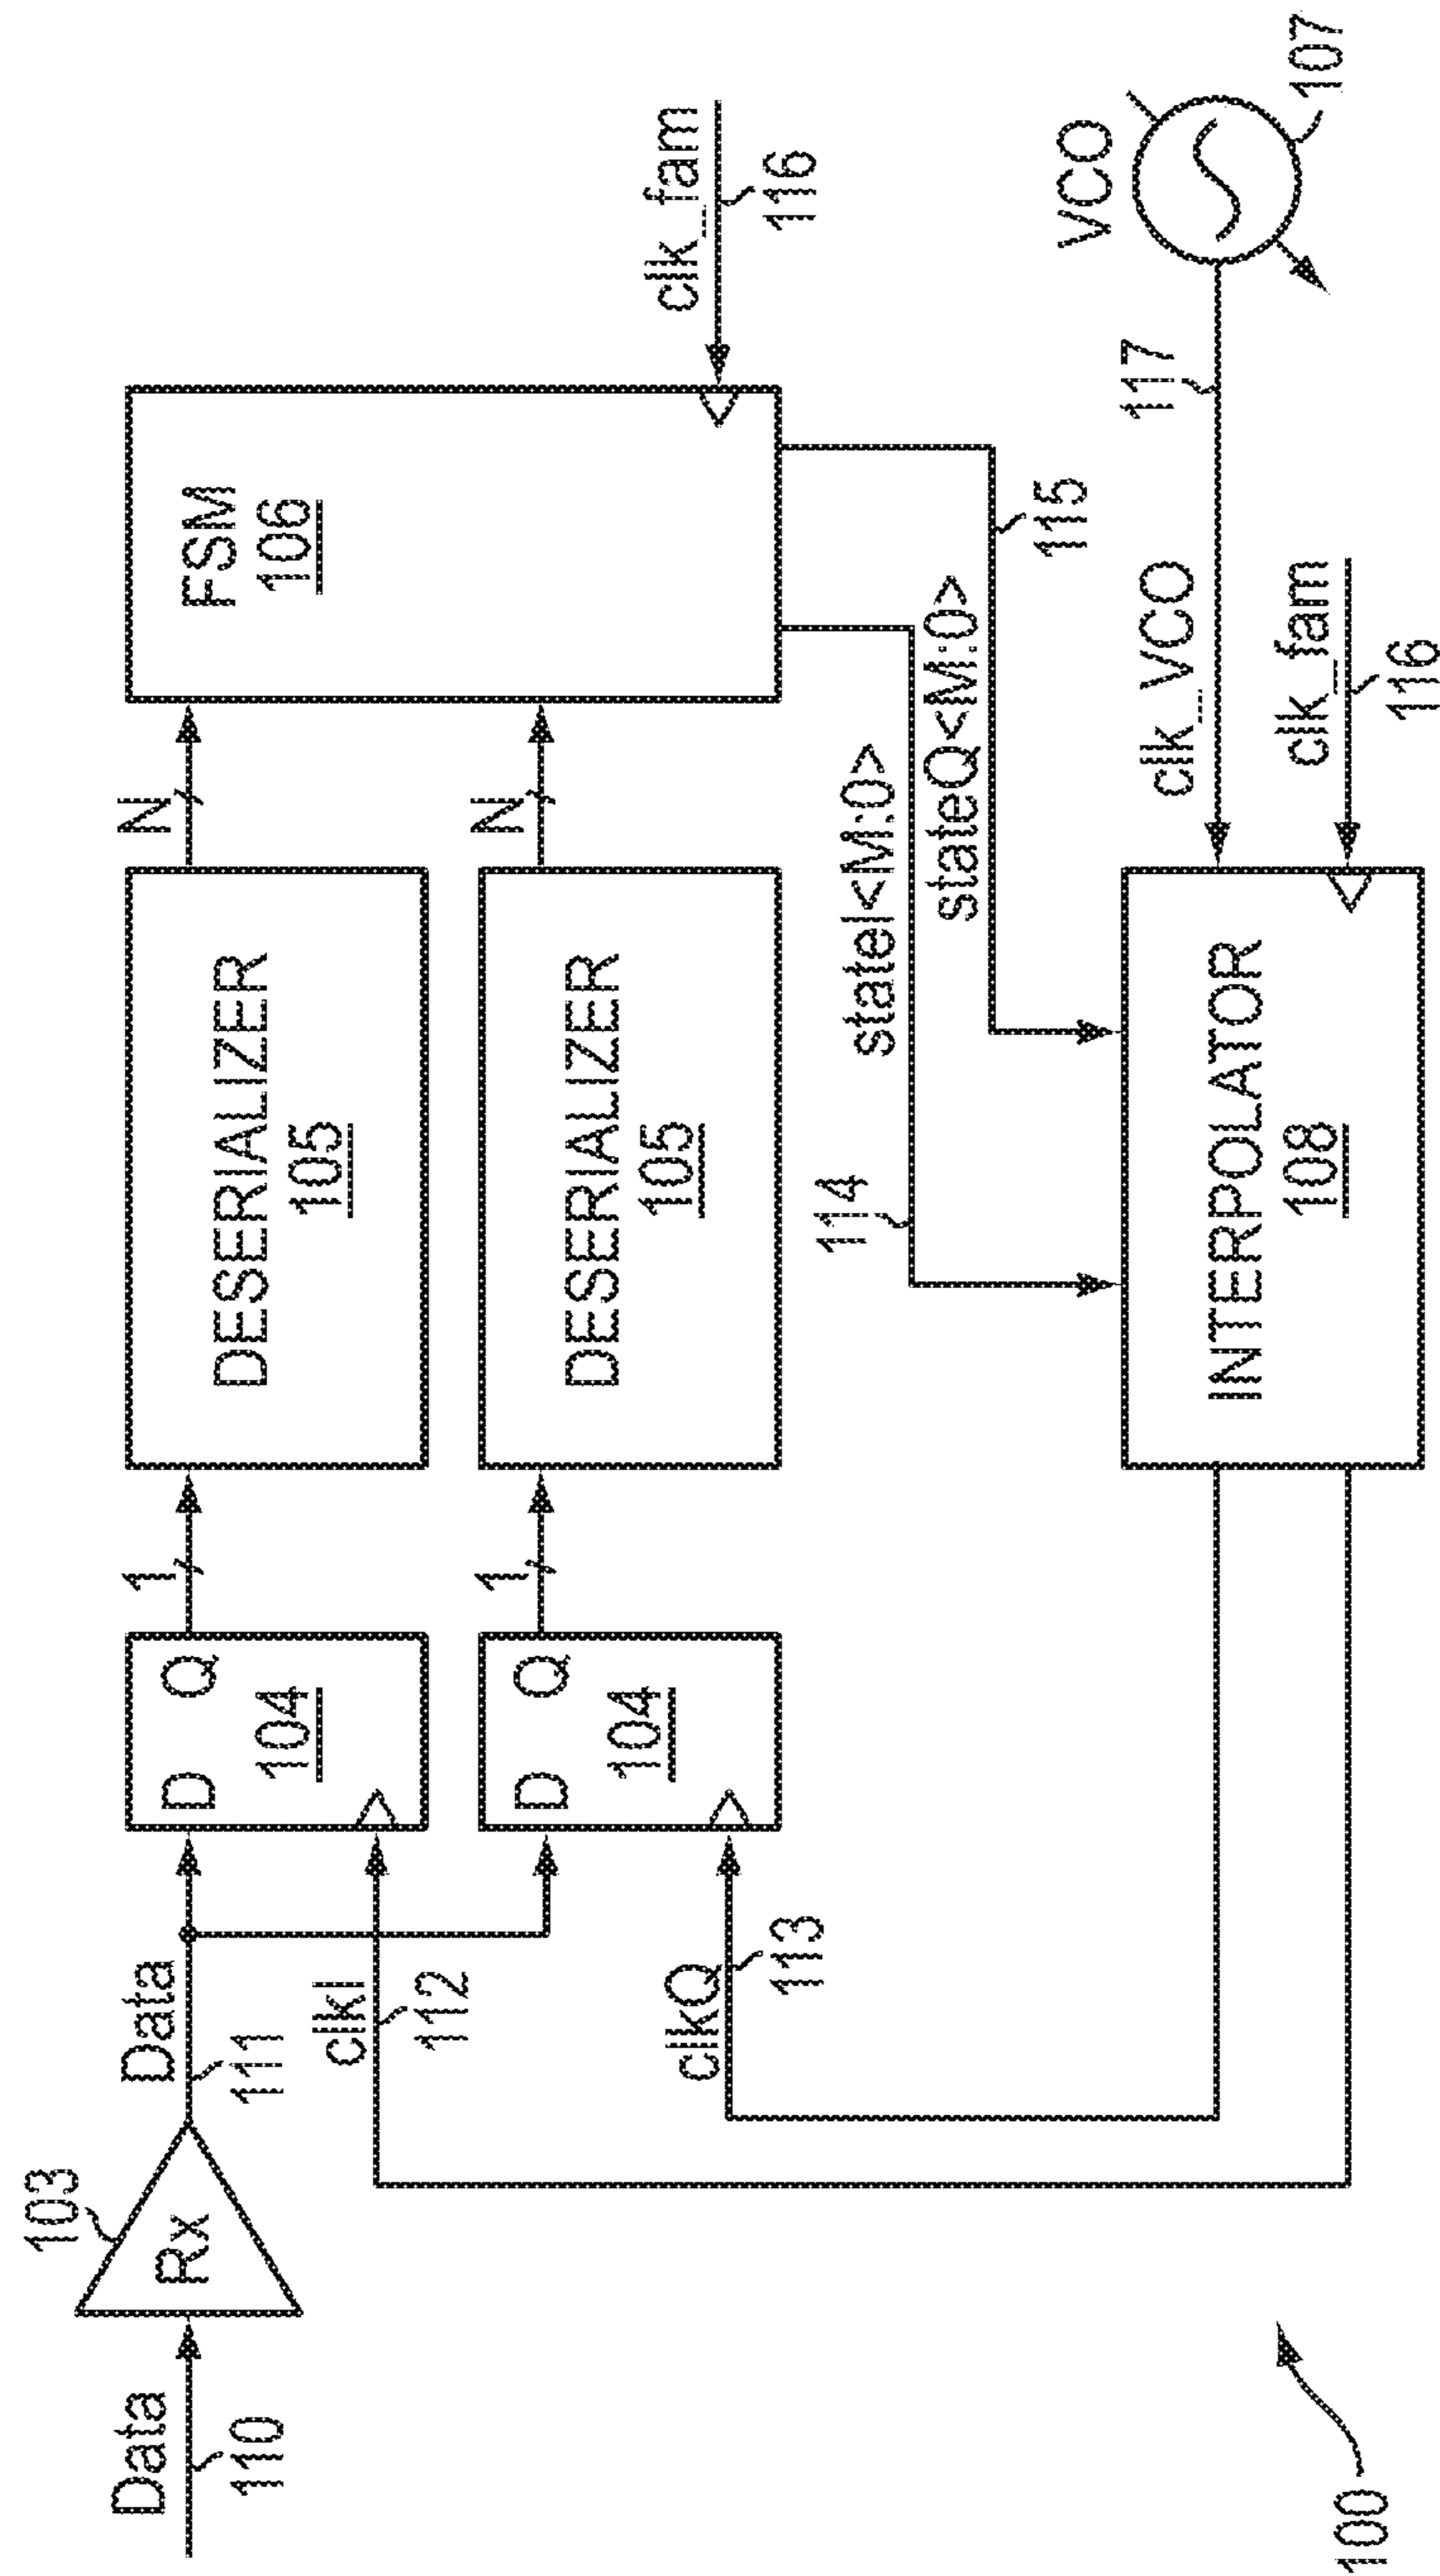 Data
110
103
Rx
Data
111
clkI
112
clkQ
113
D Q
104
D Q
104
1
1
DESERIALIZER
105
DESERIALIZER
105
N
N
FSM
106
clk_fam
116
114
stateI<M:0>
stateQ<M:0>
115
INTERPOLATOR
108
clk_VCO
117
clk_fam
116
VCO
107
100